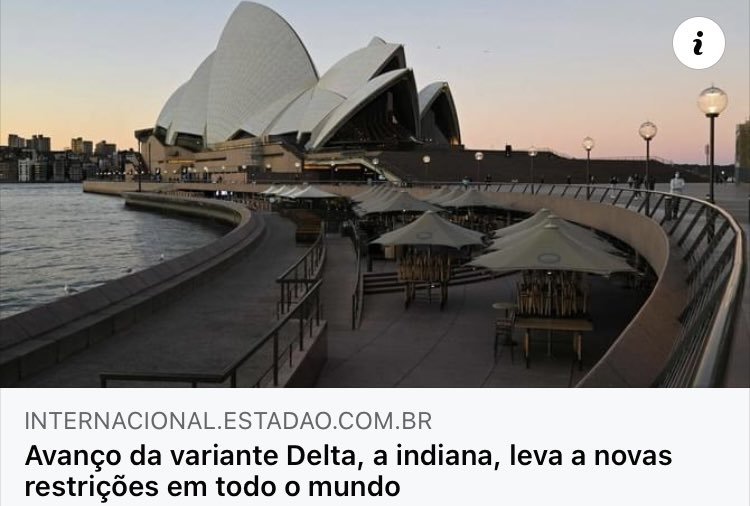 i
INTERNACIONAL.ESTADAO.COM.BR
Avanço da variante Delta, a indiana, leva a novas
restrições em todo o mundo